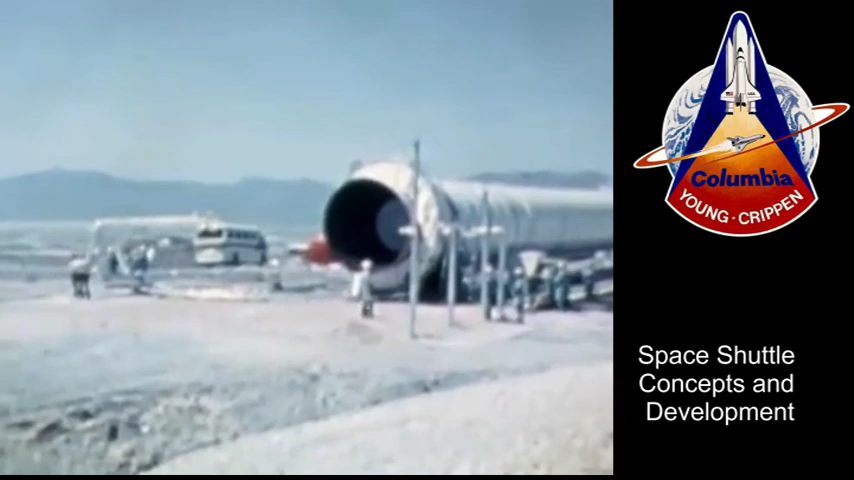 Columbia
YOUNG·CRIPPEN
Space Shuttle
Concepts and
Development